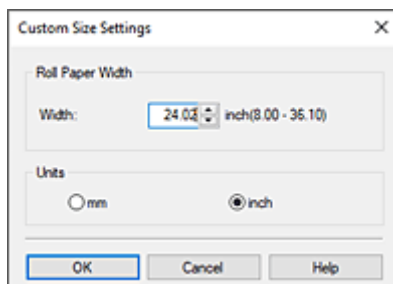 Custom Size Settings
Roll Paper Width
Width: 24.02 inch(8.00 - 36.10)
Units
mm inch
OK Cancel Help